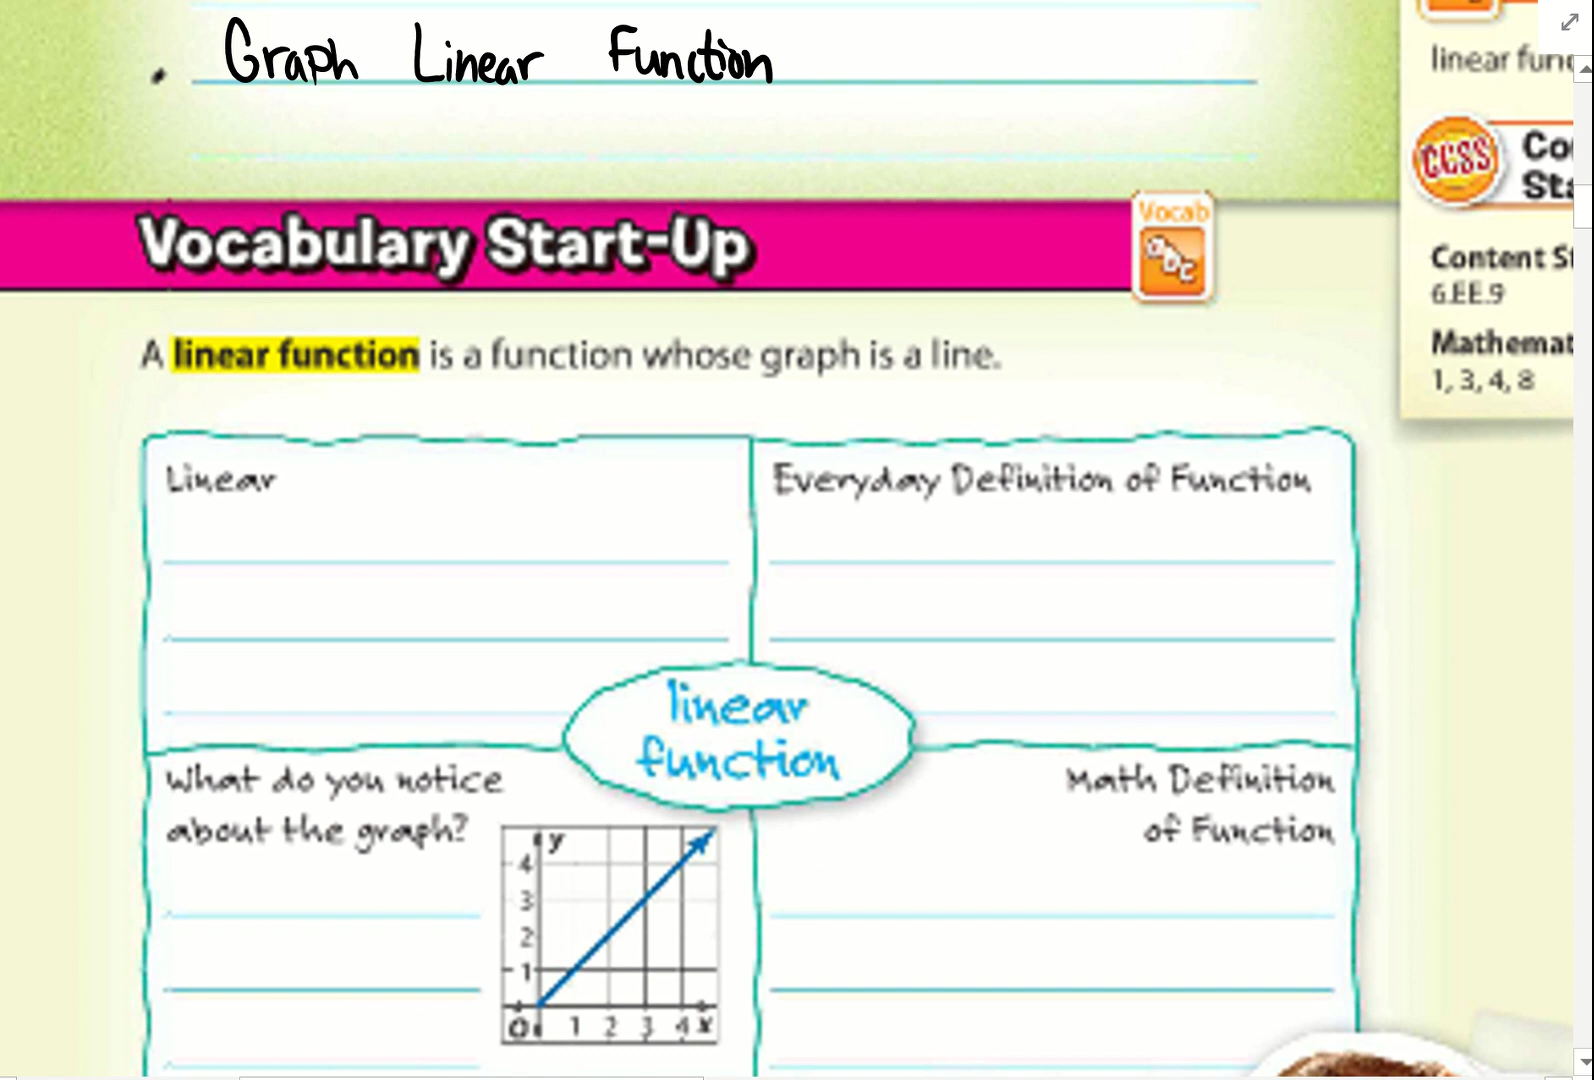 Graph Linear Function
linear func
CCSS
Co
Sta
Content St
6.EE.9
Mathemat
1, 3, 4, 8
Vocabulary Start-Up
Vocab
abc
A linear function is a function whose graph is a line.
Linear
Everyday Definition of Function
linear
function
What do you notice
about the graph?
y
4
3
2
1
O 1 2 3 4 x
Math Definition
of Function